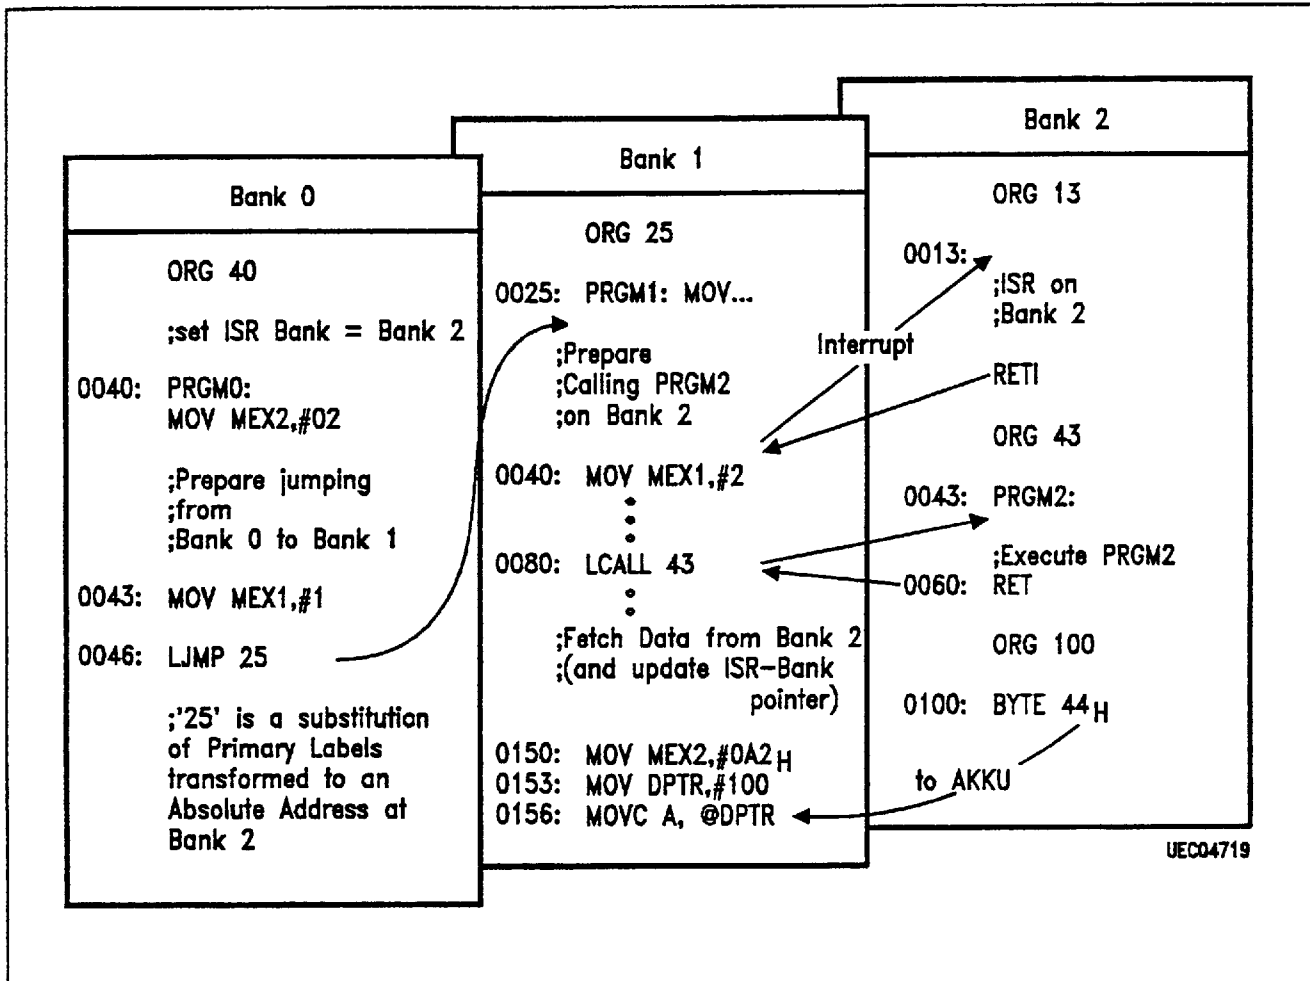 Bank 0
ORG 40
;set ISR Bank = Bank 2
0040: PRGM0:
MOV MEX2,#02
;Prepare jumping
;from
;Bank 0 to Bank 1
0043: MOV MEX1,#1
0046: LJMP 25
;'25' is a substitution
of Primary Labels
transformed to an
Absolute Address at
Bank 2
Bank 1
ORG 25
0025: PRGM1: MOV...
;Prepare
;Calling PRGM2
;on Bank 2
0040: MOV MEX1,#2
0080: LCALL 43
;Fetch Data from Bank 2
;(and update ISR-Bank
pointer)
0150: MOV MEX2,#0A2H
0153: MOV DPTR,#100
0156: MOVC A, @DPTR
Interrupt
Bank 2
ORG 13
0013:
;ISR on
;Bank 2
RETI
ORG 43
0043: PRGM2:
;Execute PRGM2
0060: RET
ORG 100
0100: BYTE 44H
to AKKU
UEC04719